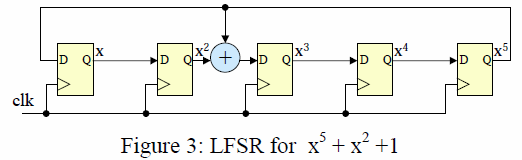 D Q x D Q x² + D Q x³ D Q x⁴ D Q x⁵
clk
Figure 3: LFSR for x⁵ + x² +1